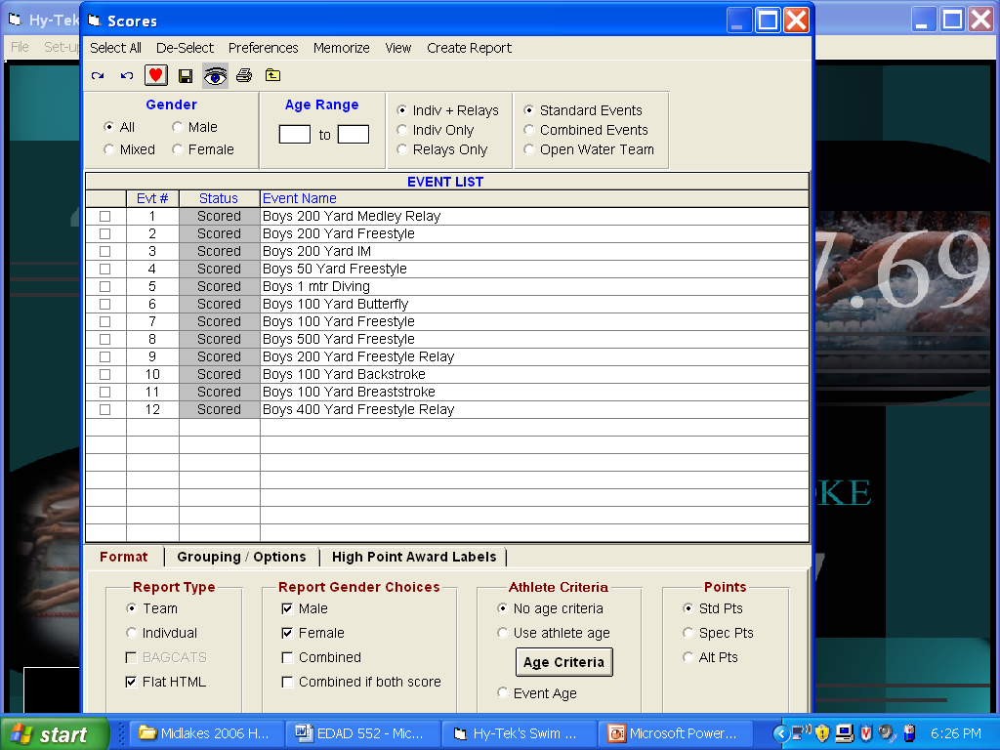 Hy-Tek
Scores
File Set-up
Select All De-Select Preferences Memorize View Create Report
Gender
All Male
Mixed Female
Age Range
to
Indiv + Relays
Indiv Only
Relays Only
Standard Events
Combined Events
Open Water Team
EVENT LIST
Evt # Status Event Name
1 Scored Boys 200 Yard Medley Relay
2 Scored Boys 200 Yard Freestyle
3 Scored Boys 200 Yard IM
4 Scored Boys 50 Yard Freestyle
5 Scored Boys 1 mtr Diving
6 Scored Boys 100 Yard Butterfly
7 Scored Boys 100 Yard Freestyle
8 Scored Boys 500 Yard Freestyle
9 Scored Boys 200 Yard Freestyle Relay
10 Scored Boys 100 Yard Backstroke
11 Scored Boys 100 Yard Breaststroke
12 Scored Boys 400 Yard Freestyle Relay
7.69
OKE
Format Grouping / Options High Point Award Labels
Report Type
Team
Indivdual
BAGCATS
Flat HTML
Report Gender Choices
Male
Female
Combined
Combined if both score
Athlete Criteria
No age criteria
Use athlete age
Age Criteria
Event Age
Points
Std Pts
Spec Pts
Alt Pts
start Midlakes 2006 H... EDAD 552 - Mic... Hy-Tek's Swim ... Microsoft Power... 6:26 PM